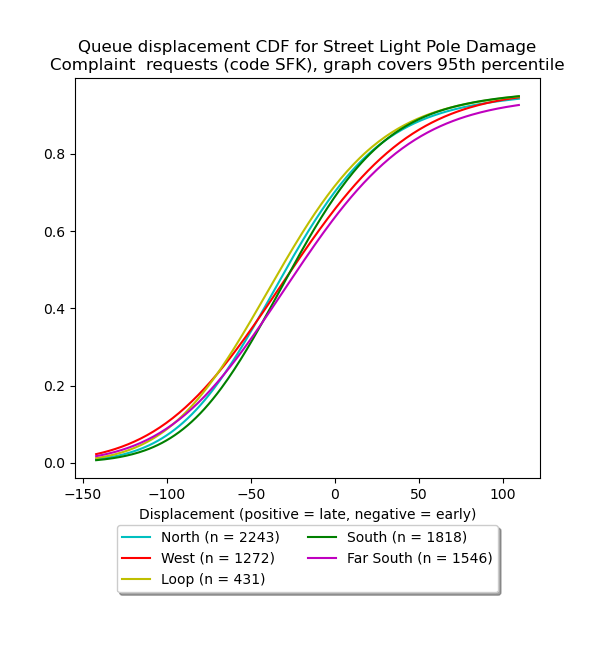 Queue displacement CDF for Street Light Pole Damage
Complaint  requests (code SFK), graph covers 95th percentile
0.8
0.6
0.4
0.2
0.0
−150 −100 −50 0 50 100
Displacement (positive = late, negative = early)
North (n = 2243) South (n = 1818)
West (n = 1272) Far South (n = 1546)
Loop (n = 431)